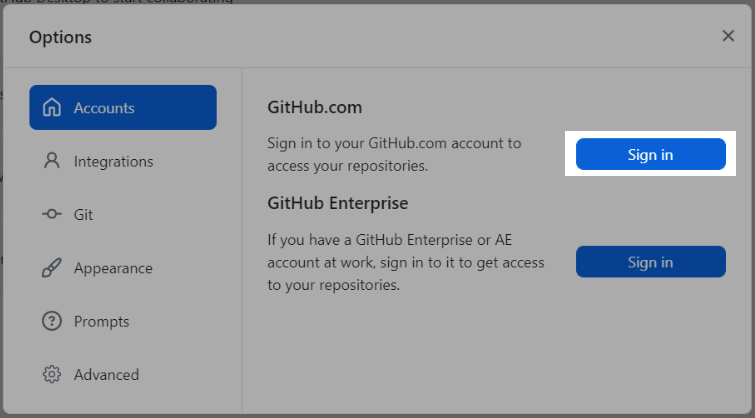 Hub Desktop to start collaborating
Options
Accounts
Integrations
Git
Appearance
Prompts
Advanced
GitHub.com
Sign in to your GitHub.com account to
access your repositories.
Sign in
GitHub Enterprise
If you have a GitHub Enterprise or AE
account at work, sign in to it to get access
to your repositories.
Sign in